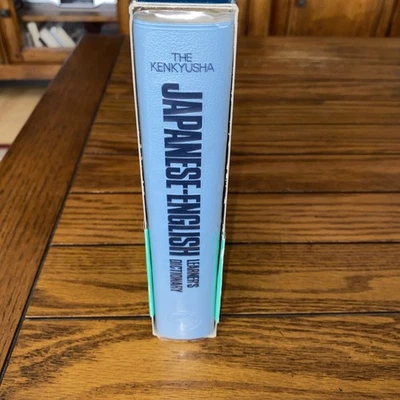 THE
KENKYUSHA
JAPANESE-ENGLISH
LEARNER'S
DICTIONARY